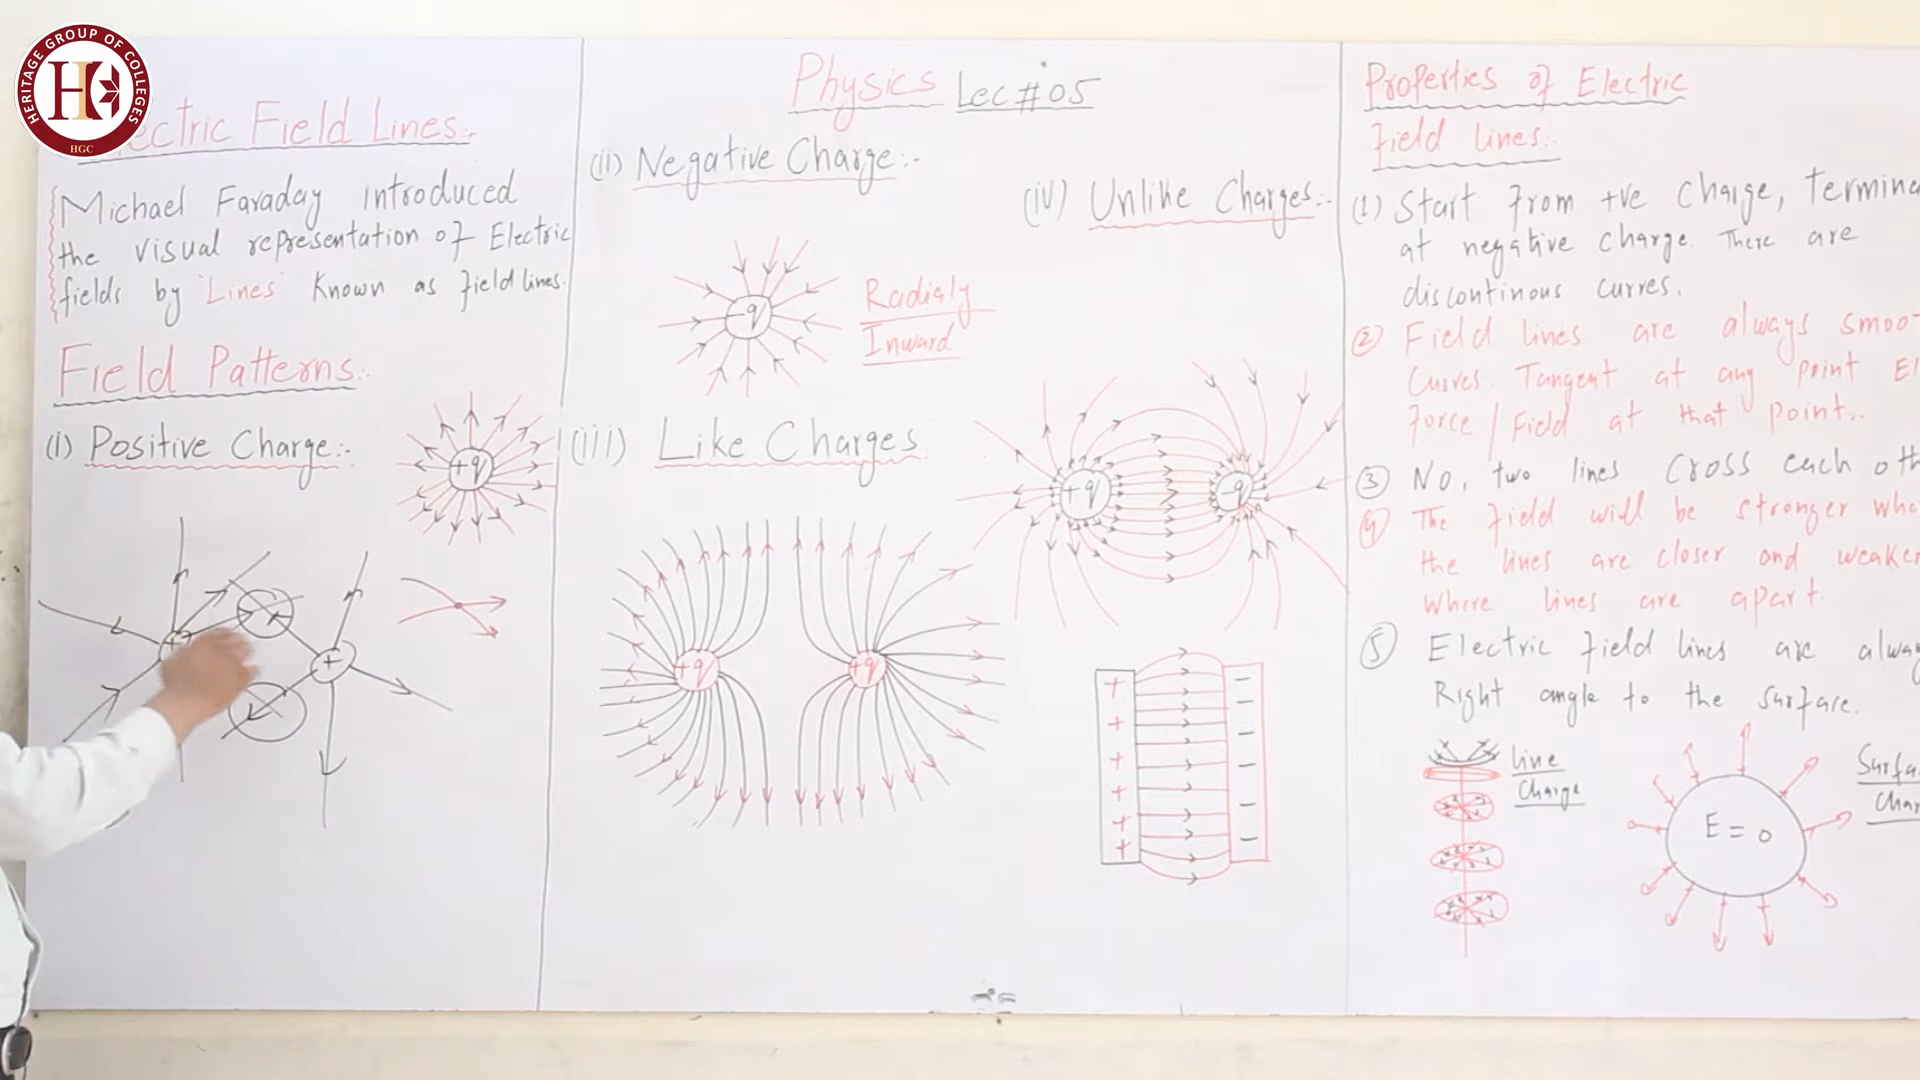 HERITAGE GROUP OF COLLEGES
HGC
ectric Field Lines:-
Michael Faraday introduced
the visual representation of Electric
fields by "Lines" Known as field lines.
Field Patterns:-
(i) Positive Charge:-
+q
+
+
Physics Lec#05
(ii) Negative Charge:-
-q
Radialy
Inward
(iii) Like Charges
+q
+q
(iv) Unlike Charges:-
+q
-q
+ -
+ -
+ -
+ -
+ -
Properties of Electric
Field lines:-
(1) Start from +ve charge, termina
at negative charge. There are
discontinous curves.
(2) Field lines are always smoo
Curves. Tangent at any point El
force / Field at that point:.
(3) No, two lines Cross each oth
(4) The field will be stronger whe
the lines are closer and weaker
where lines are apart.
(5) Electric field lines are alway
Right angle to the surface.
line
Charge
E = 0
Surfa
Char